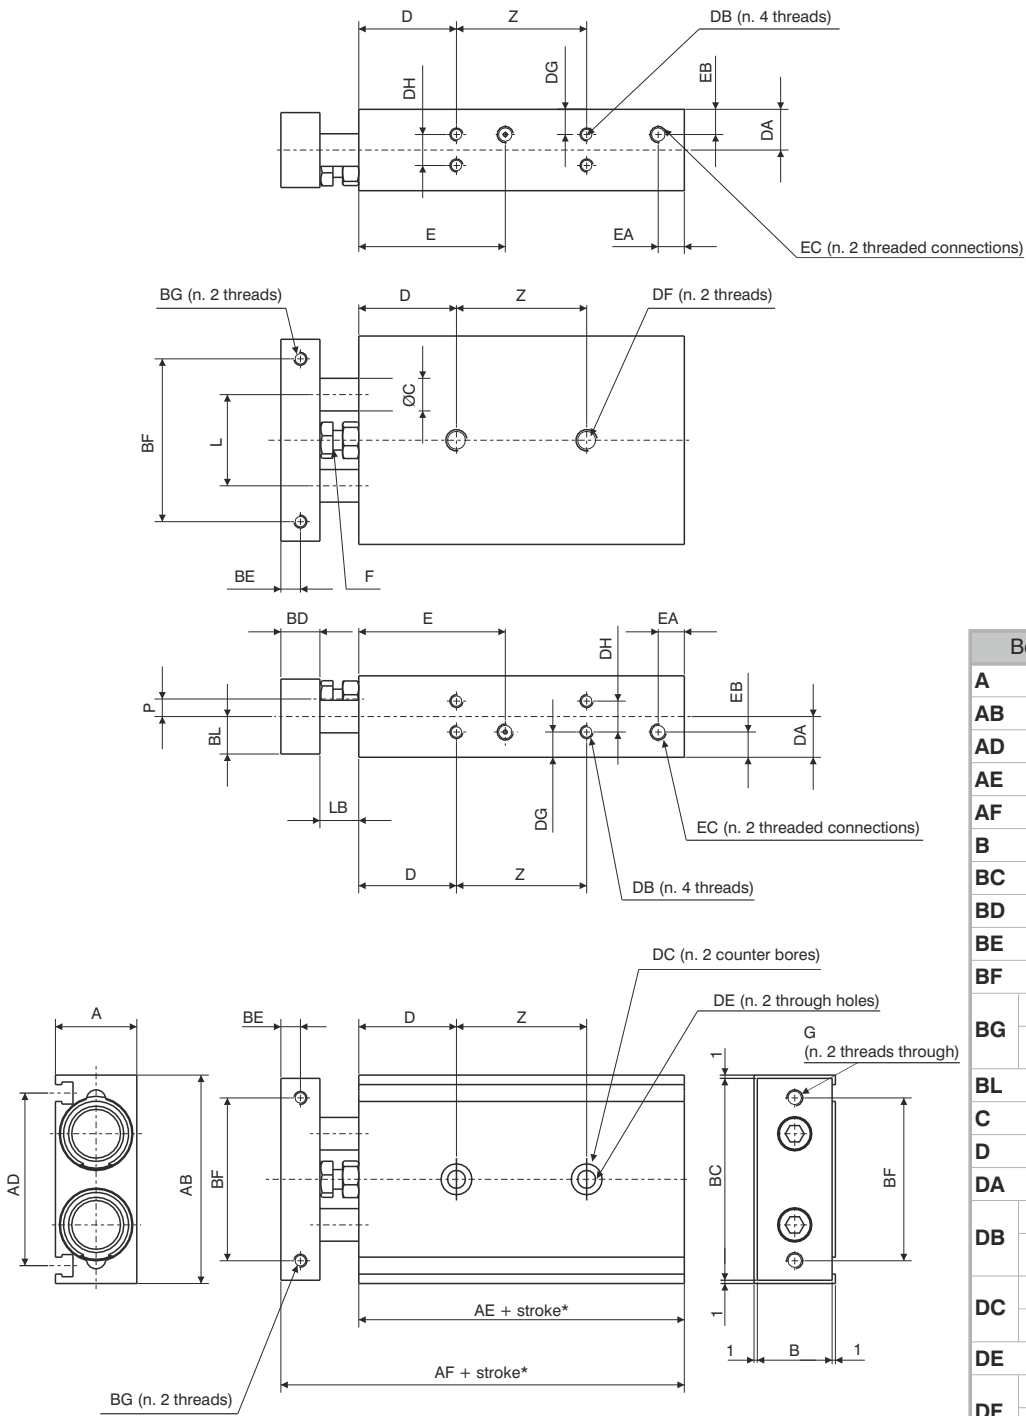 D Z DB (n. 4 threads)
DH DG EB DA
E EA
EC (n. 2 threaded connections)
BG (n. 2 threads) D Z DF (n. 2 threads)
ØC
BF L
BE F
BD E EA
DH EB
P BL DA
LB DG
EC (n. 2 threaded connections)
D Z
DB (n. 4 threads)
DC (n. 2 counter bores)
DE (n. 2 through holes)
A BE D Z
G
(n. 2 threads through)
1
AD AB BF BC BF
1
AE + stroke*
1 B 1
AF + stroke*
BG (n. 2 threads)
A
AB
AD
AE
AF
B
BC
BD
BE
BF
BG
BL
C
D
DA
DB
DC
DE
DF